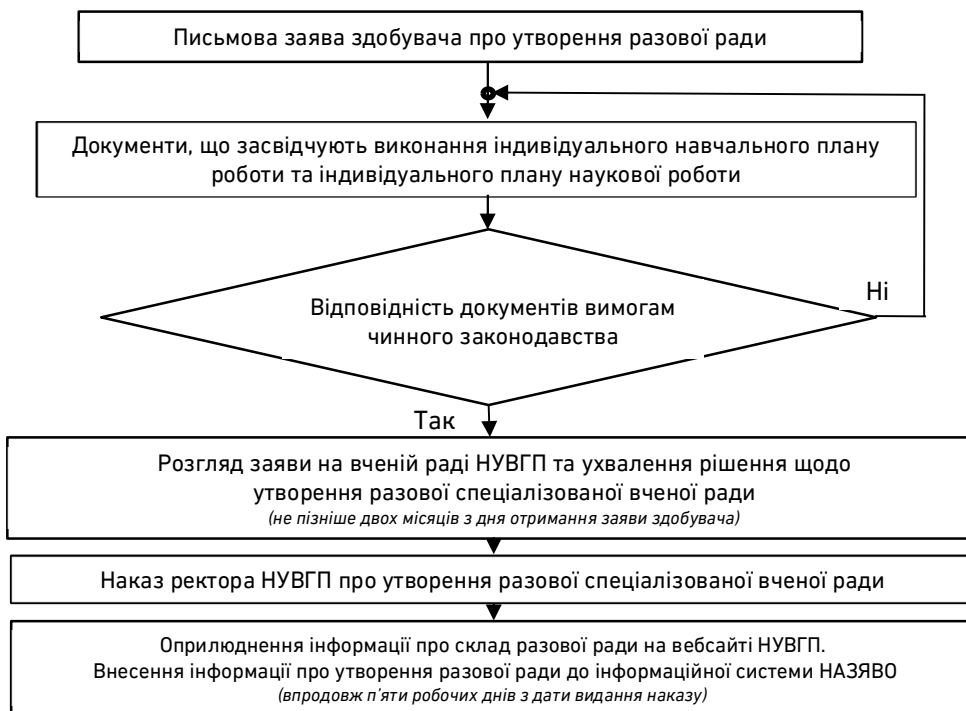 Письмова заява здобувача про утворення разової ради
Документи, що засвідчують виконання індивідуального навчального плану
роботи та індивідуального плану наукової роботи
Відповідність документів вимогам
чинного законодавства
Ні
Так
Розгляд заяви на вченій раді НУВГП та ухвалення рішення щодо
утворення разової спеціалізованої вченої ради
(не пізніше двох місяців з дня отримання заяви здобувача)
Наказ ректора НУВГП про утворення разової спеціалізованої вченої ради
Оприлюднення інформації про склад разової ради на вебсайті НУВГП.
Внесення інформації про утворення разової ради до інформаційної системи НАЗЯВО
(впродовж п'яти робочих днів з дати видання наказу)